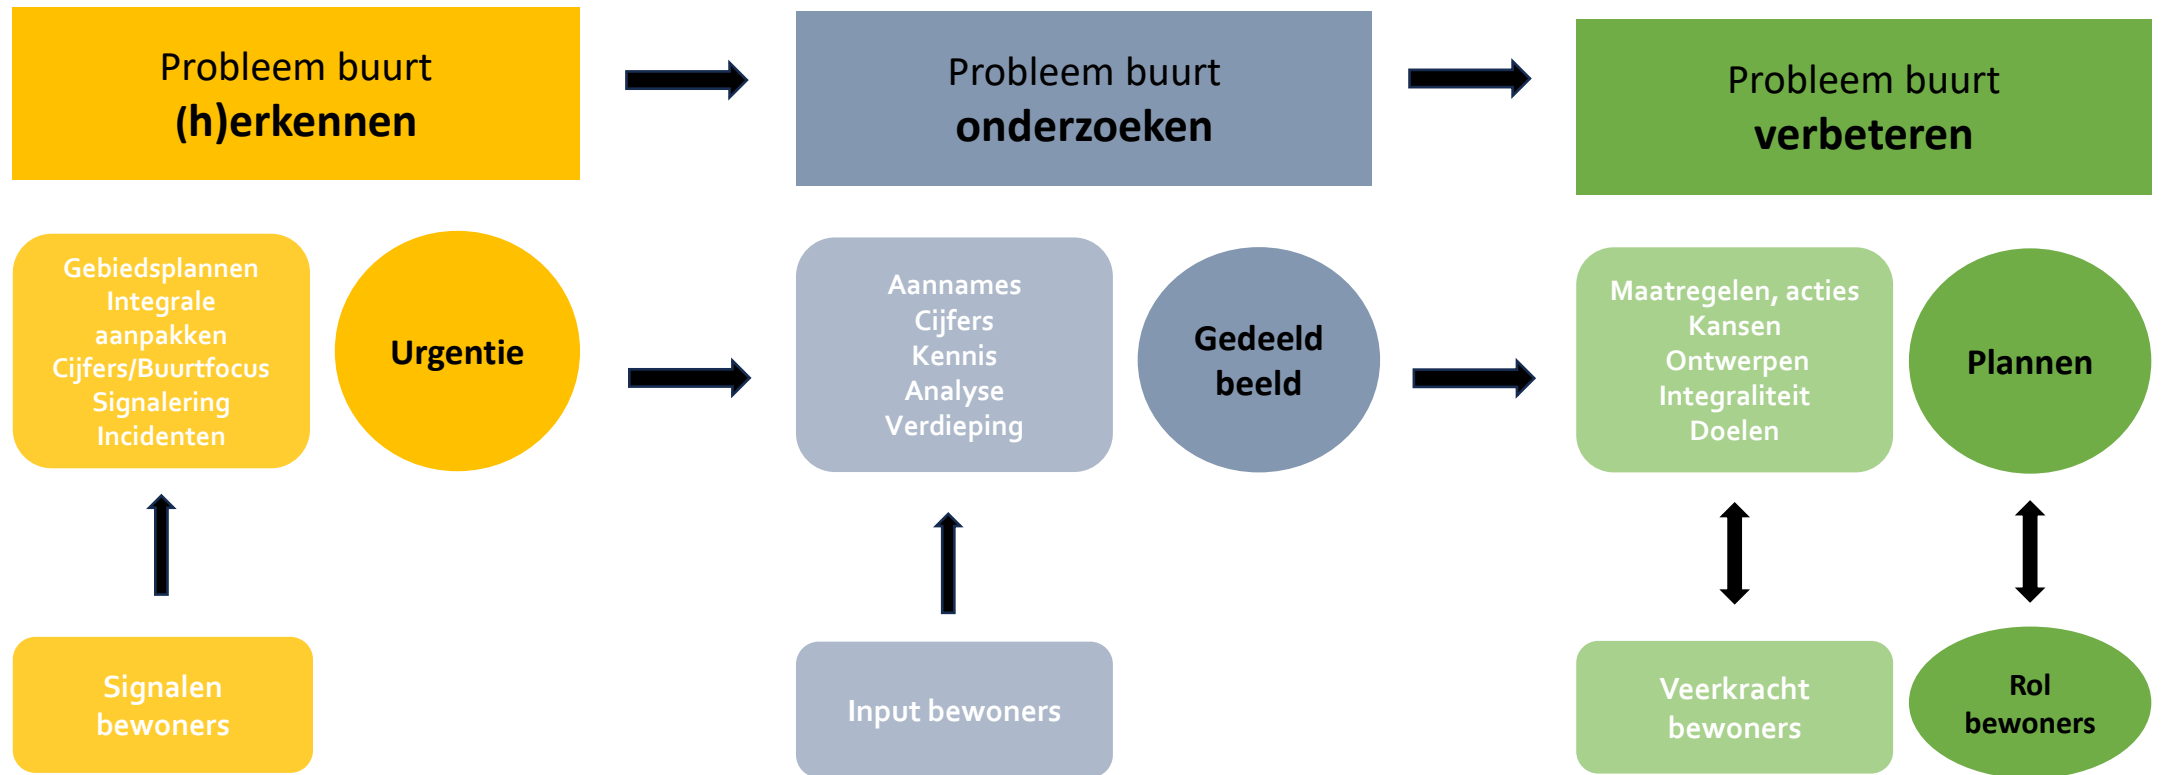 Probleem buurt
(h)erkennen
Probleem buurt
onderzoeken
Probleem buurt
verbeteren
Gebiedsplannen
Integrale
aanpakken
Cijfers/Buurtfocus
Signalering
Incidenten
Urgentie
Aannames
Cijfers
Kennis
Analyse
Verdieping
Gedeeld
beeld
Maatregelen, acties
Kansen
Ontwerpen
Integraliteit
Doelen
Plannen
Signalen
bewoners
Input bewoners
Veerkracht
bewoners
Rol
bewoners